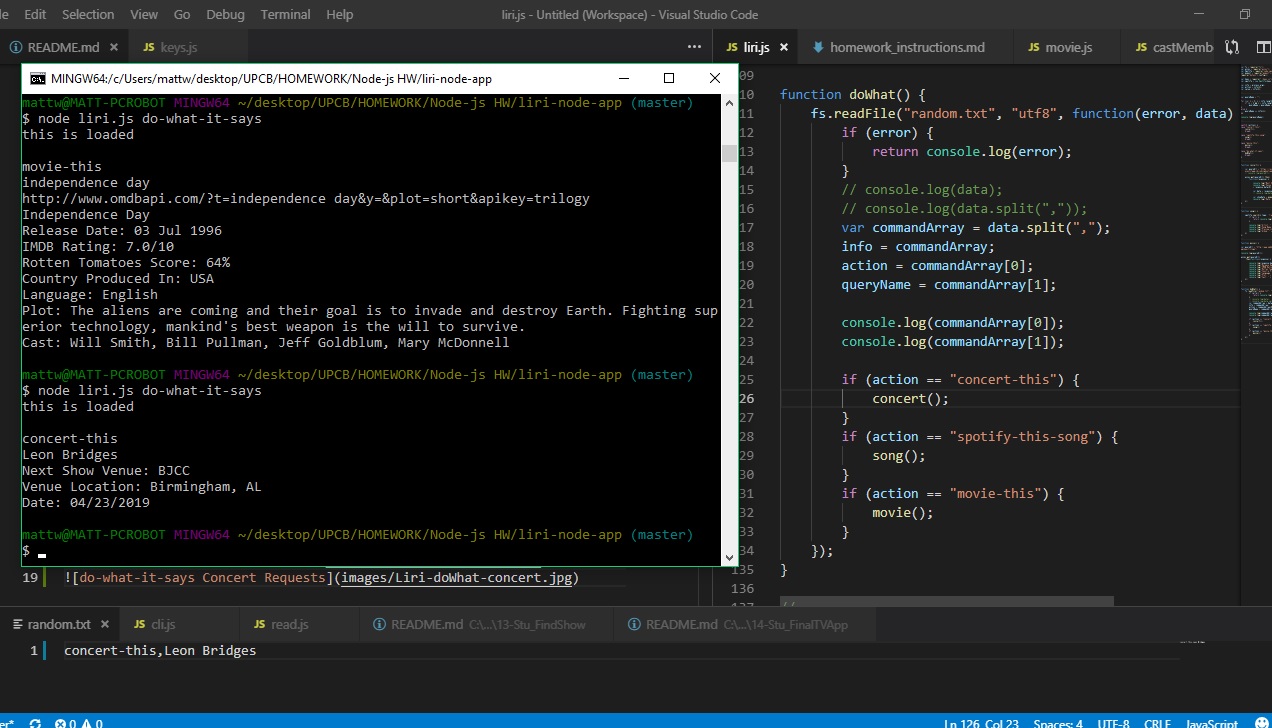 le Edit Selection View Go Debug Terminal Help liri.js - Untitled (Workspace) - Visual Studio Code
README.md × JS keys.js ••• JS liri.js × homework_instructions.md JS movie.js JS castMemb
MINGW64:/c/Users/mattw/desktop/UPCB/HOMEWORK/Node-js HW/liri-node-app
mattw@MATT-PCROBOT MINGW64 ~/desktop/UPCB/HOMEWORK/Node-js HW/liri-node-app (master)
$ node liri.js do-what-it-says
this is loaded
movie-this
independence day
http://www.omdbapi.com/?t=independence day&y=&plot=short&apikey=trilogy
Independence Day
Release Date: 03 Jul 1996
IMDB Rating: 7.0/10
Rotten Tomatoes Score: 64%
Country Produced In: USA
Language: English
Plot: The aliens are coming and their goal is to invade and destroy Earth. Fighting sup
erior technology, mankind's best weapon is the will to survive.
Cast: Will Smith, Bill Pullman, Jeff Goldblum, Mary McDonnell
mattw@MATT-PCROBOT MINGW64 ~/desktop/UPCB/HOMEWORK/Node-js HW/liri-node-app (master)
$ node liri.js do-what-it-says
this is loaded
concert-this
Leon Bridges
Next Show Venue: BJCC
Venue Location: Birmingham, AL
Date: 04/23/2019
mattw@MATT-PCROBOT MINGW64 ~/desktop/UPCB/HOMEWORK/Node-js HW/liri-node-app (master)
$
19 ![do-what-it-says Concert Requests](images/Liri-doWhat-concert.jpg)
09
10 function doWhat() {
11 fs.readFile("random.txt", "utf8", function(error, data)
12 if (error) {
13 return console.log(error);
14 }
15 // console.log(data);
16 // console.log(data.split(","));
17 var commandArray = data.split(",");
18 info = commandArray;
19 action = commandArray[0];
20 queryName = commandArray[1];
21
22 console.log(commandArray[0]);
23 console.log(commandArray[1]);
24
25 if (action == "concert-this") {
26 concert();
27 }
28 if (action == "spotify-this-song") {
29 song();
30 }
31 if (action == "movie-this") {
32 movie();
33 }
34 });
135 }
136
137 //
random.txt × JS cli.js JS read.js README.md C:\...\13-Stu_FindShow README.md C:\...\14-Stu_FinalTVApp
1 concert-this,Leon Bridges
er* 0 0 Ln 126, Col 23 Spaces: 4 UTF-8 CRLF JavaScript